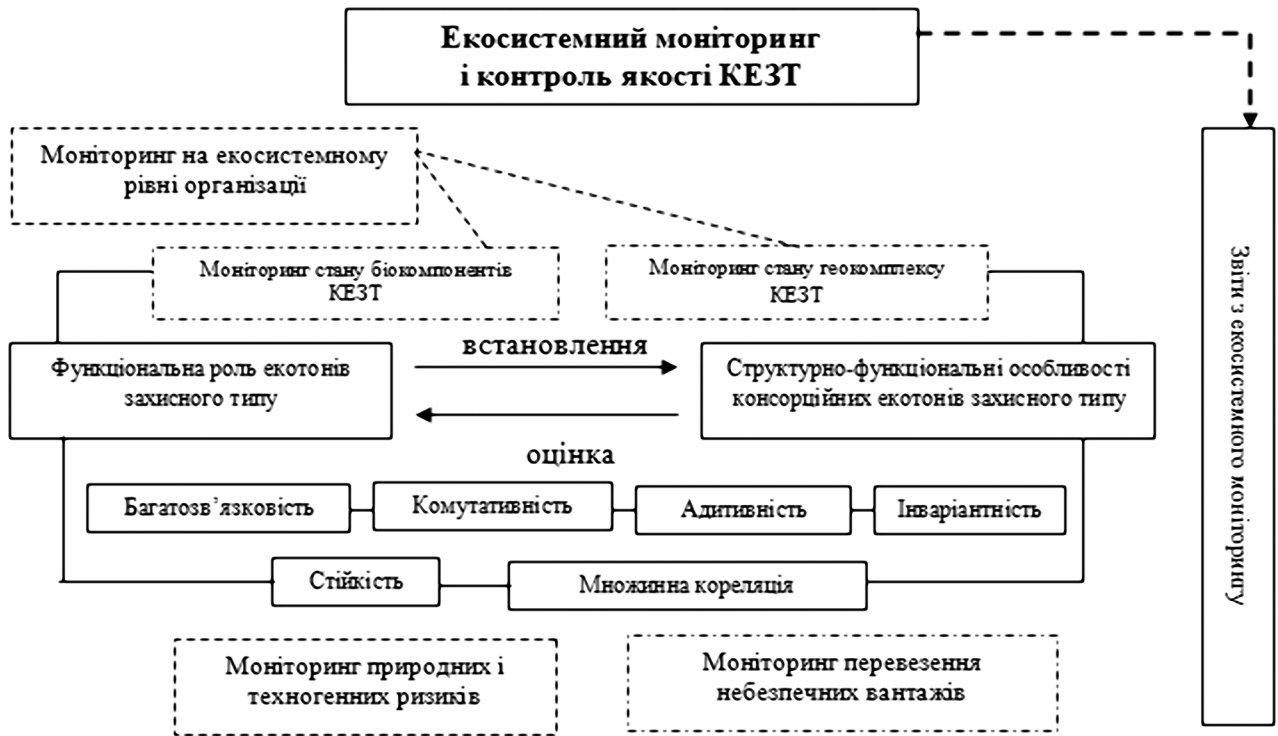 Екосистемний моніторинг
і контроль якості КЕЗТ
Моніторинг на екосистемному
рівні організації
Моніторинг стану біокомпонентів
КЕЗТ
Моніторинг стану геокомплексу
КЕЗТ
Функціональна роль екотонів
захисного типу
встановлення
оцінка
Структурно-функціональні особливості
консорційних екотонів захисного типу
Багатозв’язковість
Комутативність
Адитивність
Інваріантність
Стійкість
Множинна кореляція
Моніторинг природних і
техногенних ризиків
Моніторинг перевезення
небезпечних вантажів
Звіти з екосистемного моніторингу